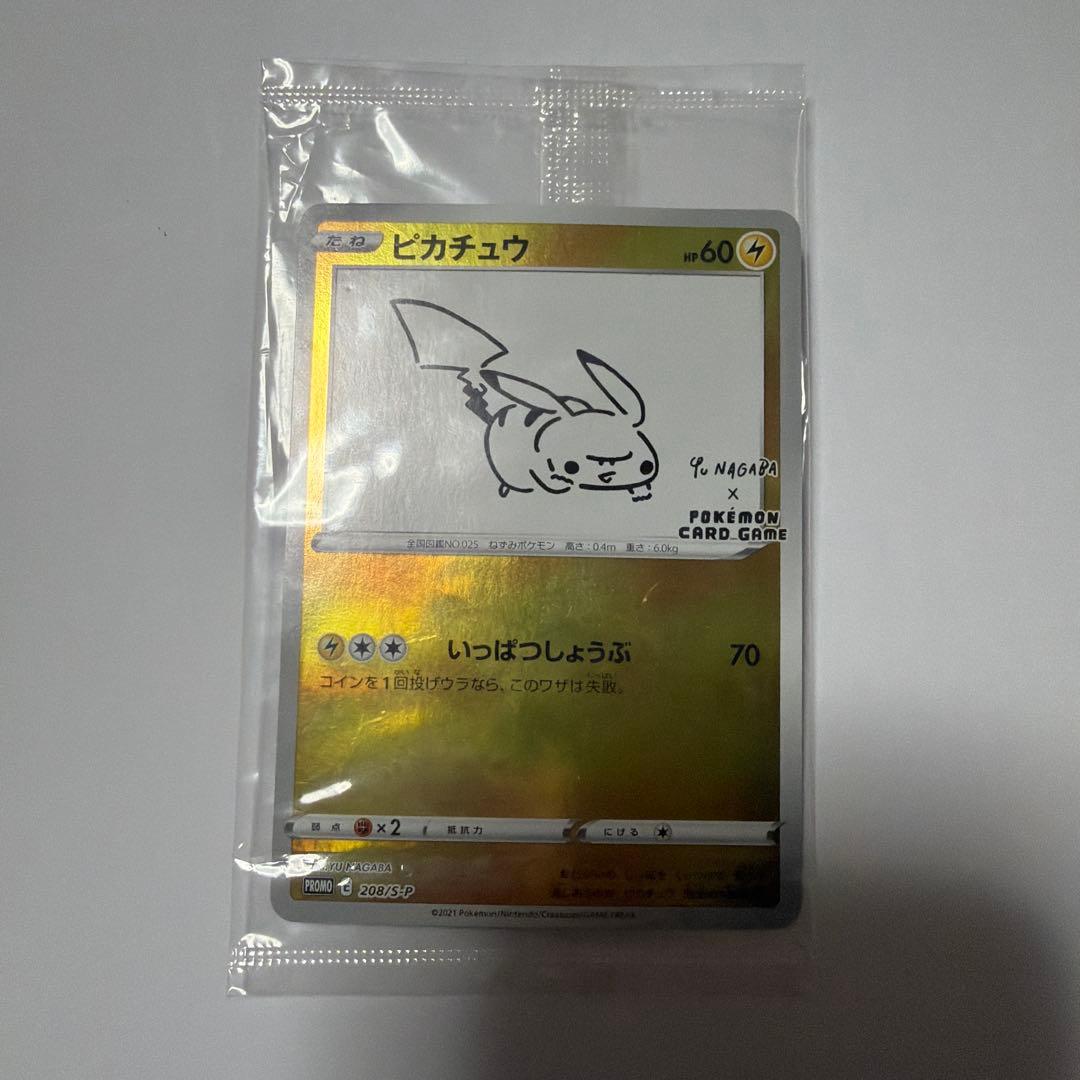 たね ピカチュウ HP60
Yu NAGABA
×
POKÉMON
CARD GAME
全国図鑑NO.025 ねずみポケモン 高さ:0.4m 重さ:6.0kg
いっぱつしょうぶ 70
コインを1回投げウラなら、このワザは失敗。
弱点 ×2 抵抗力 にげる
YU NAGABA
PROMO 208/S-P
©2021 Pokémon/Nintendo/Creatures/GAME FREAK